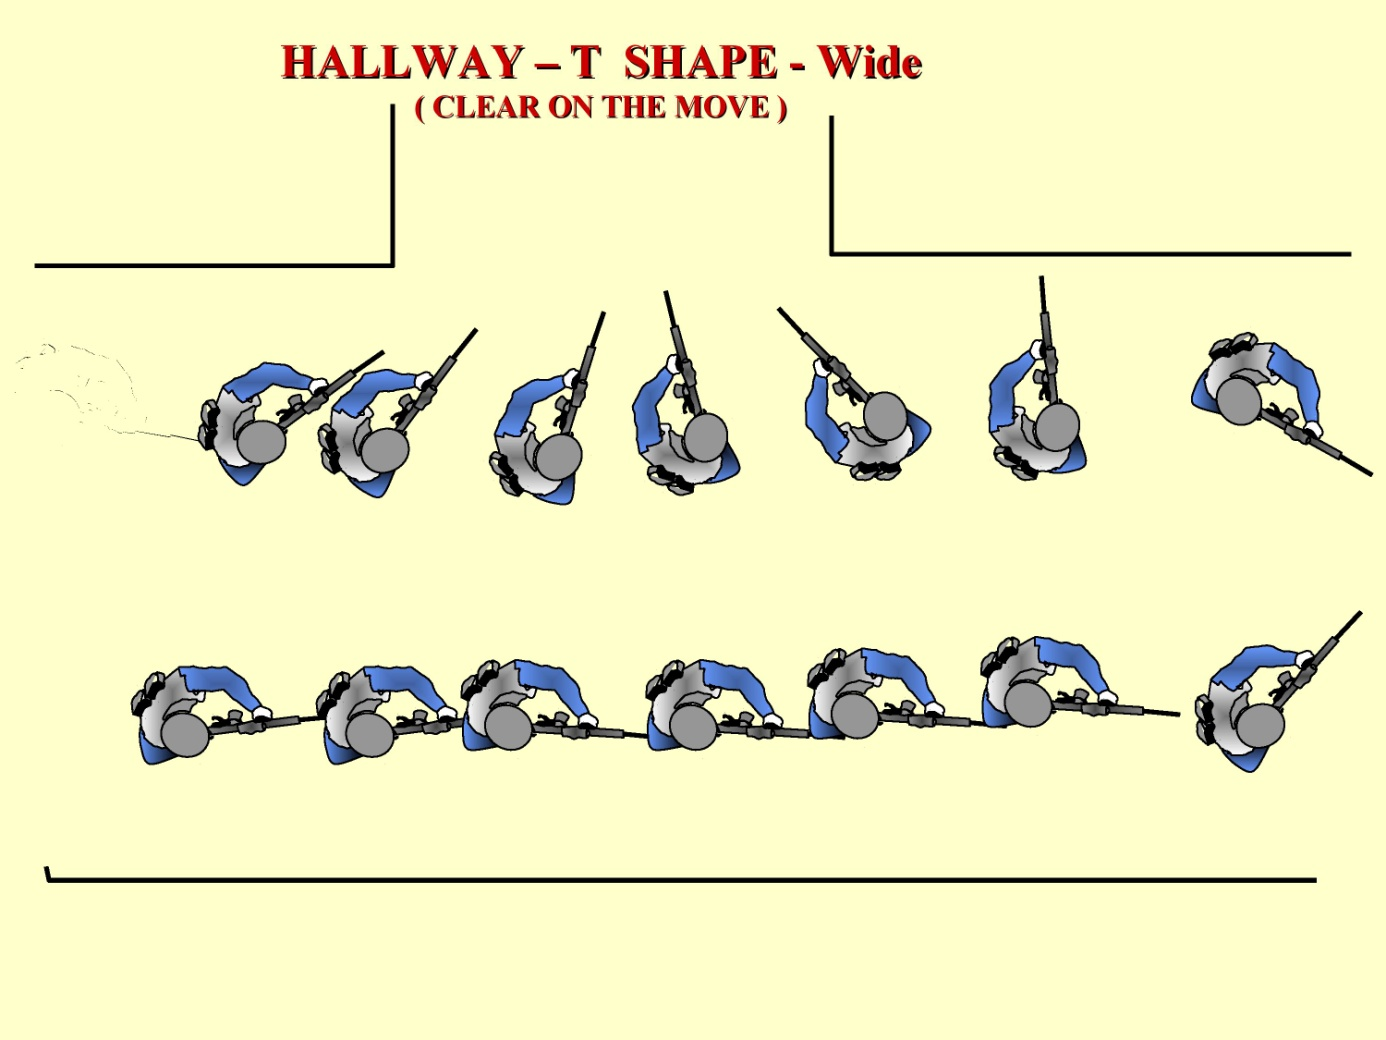 HALLWAY – T SHAPE - Wide
( CLEAR ON THE MOVE )